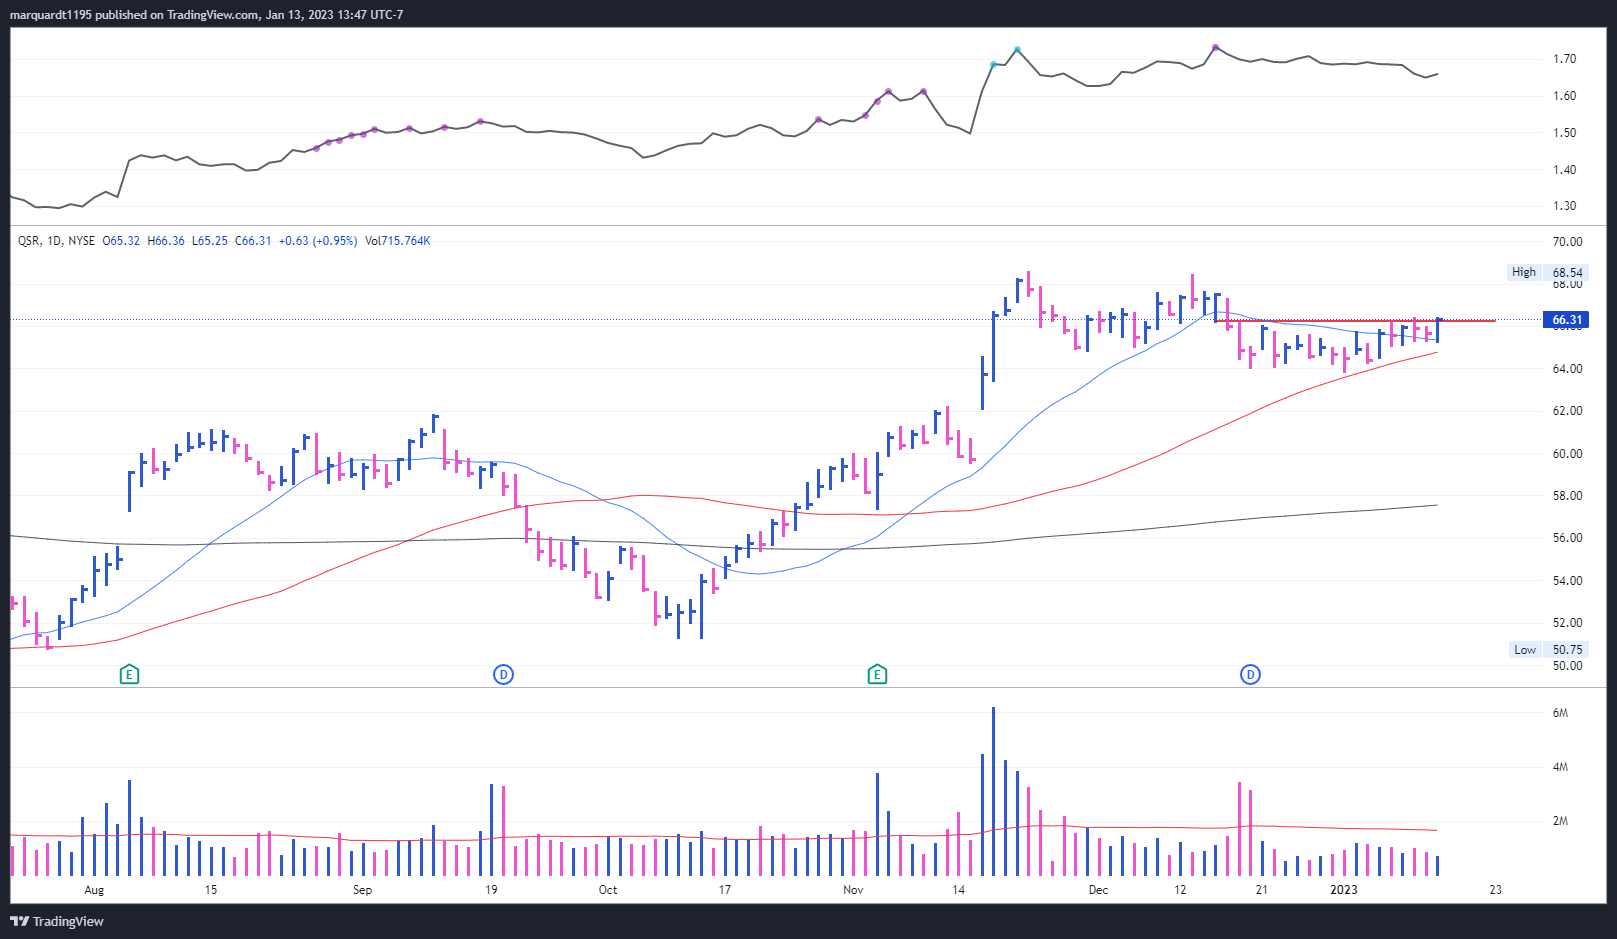 marquardt1195 published on TradingView.com, Jan 13, 2023 13:47 UTC-7
1.70
1.60
1.50
1.40
1.30
QSR, 1D, NYSE O65.32 H66.36 L65.25 C66.31 +0.63 (+0.95%) Vol715.764K
70.00
High 68.54
68.00
66.31
66.00
64.00
62.00
60.00
58.00
56.00
54.00
52.00
Low 50.75
50.00
E D E D
6M
4M
2M
Aug 15 Sep 19 Oct 17 Nov 14 Dec 12 21 2023 23
TradingView